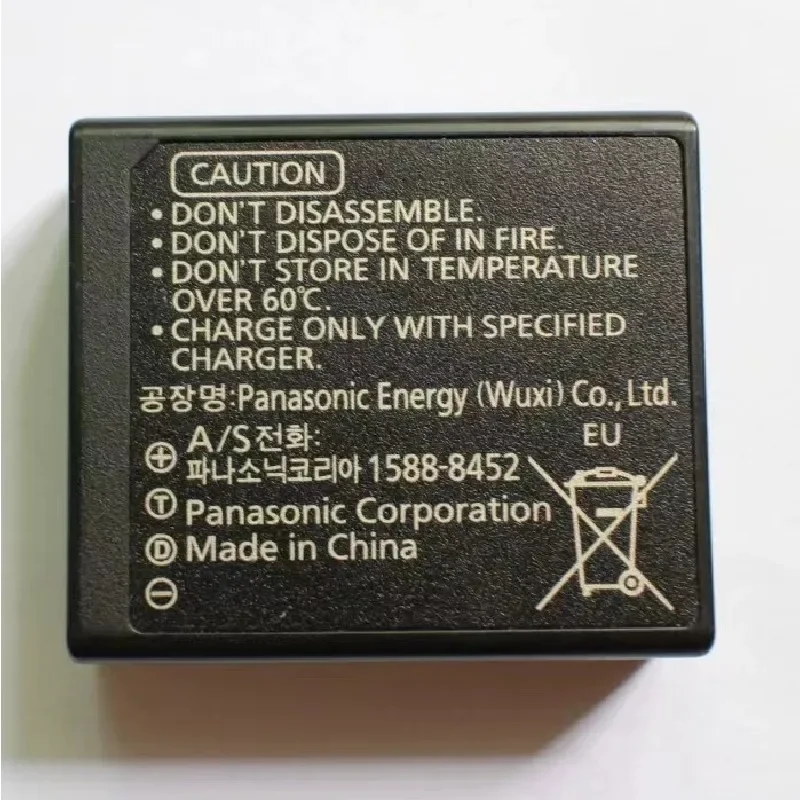 CAUTION
• DON'T DISASSEMBLE.
• DON'T DISPOSE OF IN FIRE.
• DON'T STORE IN TEMPERATURE
OVER 60℃.
• CHARGE ONLY WITH SPECIFIED
CHARGER.
공장명:Panasonic Energy (Wuxi) Co., Ltd.
A/S전화: EU
⊕ 파나소닉코리아 1588-8452
Ⓣ Panasonic Corporation
Ⓓ Made in China
⊖